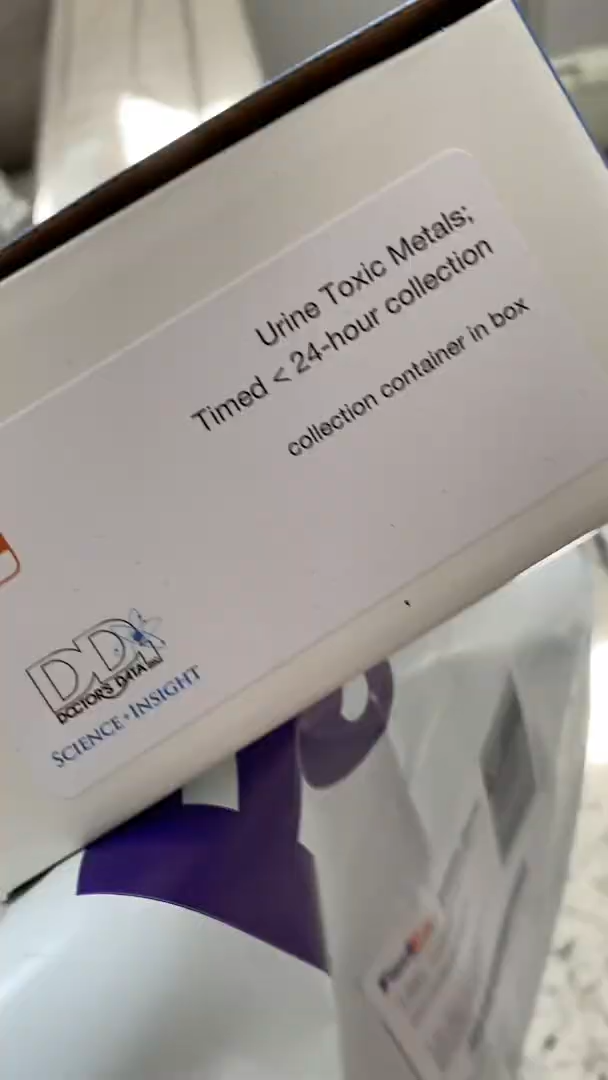 Urine Toxic Metals;
Timed < 24-hour collection
collection container in box
DDI
DOCTOR'S DATA
SCIENCE + INSIGHT